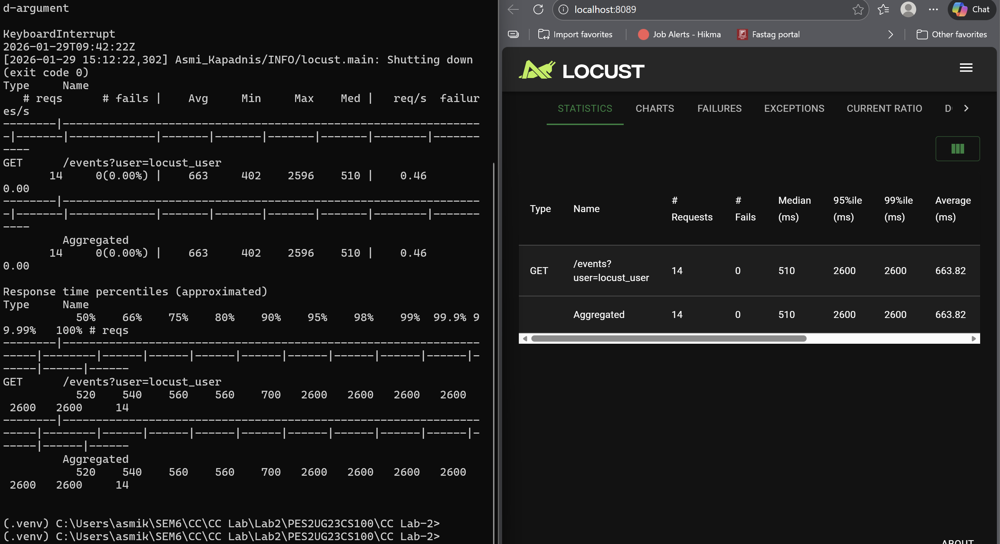 d-argument
KeyboardInterrupt
2026-01-29T09:42:22Z
[2026-01-29 15:12:22,302] Asmi_Kapadnis/INFO/locust.main: Shutting down
(exit code 0)
Type     Name
   # reqs      # fails |    Avg     Min     Max    Med |   req/s  failur
es/s
--------|---------------------------------------------------------------
-|-------|-------------|-------|-------|-------|-------|--------|-------
----
GET      /events?user=locust_user
       14     0(0.00%) |    663     402    2596    510 |    0.46
0.00
--------|---------------------------------------------------------------
-|-------|-------------|-------|-------|-------|-------|--------|-------
----
         Aggregated
       14     0(0.00%) |    663     402    2596    510 |    0.46
0.00
Response time percentiles (approximated)
Type     Name
           50%    66%    75%    80%    90%    95%    98%    99%  99.9% 9
9.99%   100% # reqs
--------|---------------------------------------------------------------
-----|--------|------|------|------|------|------|------|------|------|-
-----|------|------
GET      /events?user=locust_user
           520    540    560    560    700   2600   2600   2600   2600
 2600   2600     14
--------|---------------------------------------------------------------
-----|--------|------|------|------|------|------|------|------|------|-
-----|------|------
         Aggregated
           520    540    560    560    700   2600   2600   2600   2600
 2600   2600     14
(.venv) C:\Users\asmik\SEM6\CC\CC Lab\Lab2\PES2UG23CS100\CC Lab-2>
(.venv) C:\Users\asmik\SEM6\CC\CC Lab\Lab2\PES2UG23CS100\CC Lab-2>
localhost:8089
Chat
Import favorites
Job Alerts - Hikma
Fastag portal
Other favorites
LOCUST
STATISTICS CHARTS FAILURES EXCEPTIONS CURRENT RATIO
Type Name # Requests # Fails Median (ms) 95%ile (ms) 99%ile (ms) Average (ms)
GET /events?user=locust_user 14 0 510 2600 2600 663.82
Aggregated 14 0 510 2600 2600 663.82
ABOUT